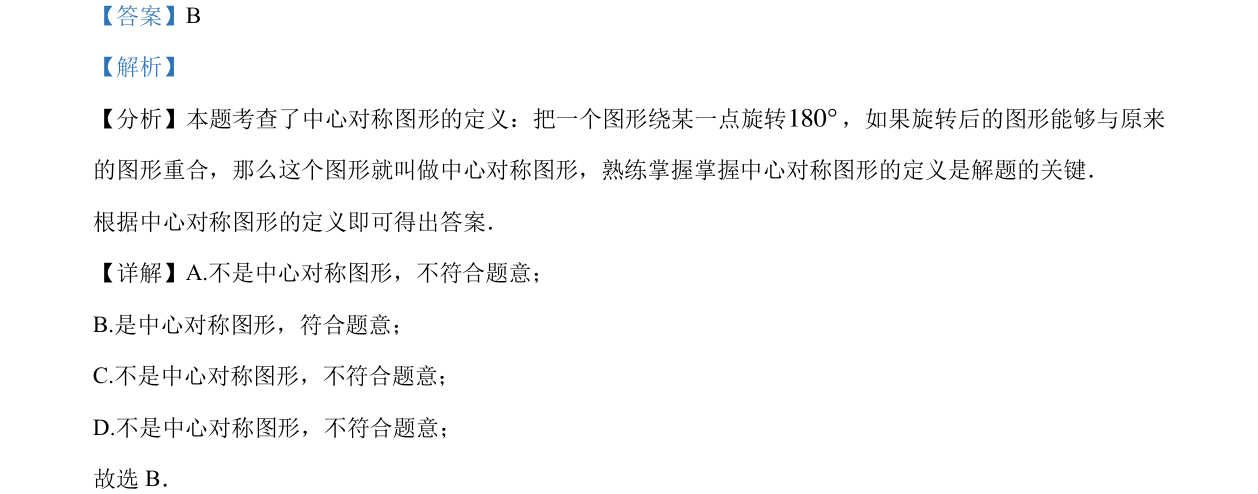 【答案】B
【解析】
【分析】本题考查了中心对称图形的定义：把一个图形绕某一点旋转180°，如果旋转后的图形能够与原来
的图形重合，那么这个图形就叫做中心对称图形，熟练掌握掌握中心对称图形的定义是解题的关键．
根据中心对称图形的定义即可得出答案．
【详解】A.不是中心对称图形，不符合题意；
B.是中心对称图形，符合题意；
C.不是中心对称图形，不符合题意；
D.不是中心对称图形，不符合题意；
故选 B．